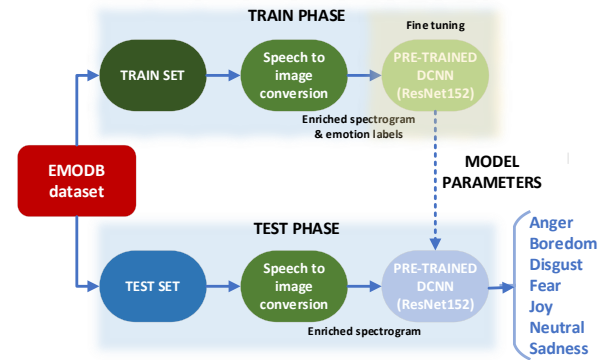 TRAIN PHASE
Fine tuning
TRAIN SET
Speech to
image
conversion
PRE-TRAINED
DCNN
(ResNet152)
Enriched spectrogram
& emotion labels
EMODB
dataset
MODEL
PARAMETERS
TEST PHASE
TEST SET
Speech to
image
conversion
PRE-TRAINED
DCNN
(ResNet152)
Enriched spectrogram
Anger
Boredom
Disgust
Fear
Joy
Neutral
Sadness